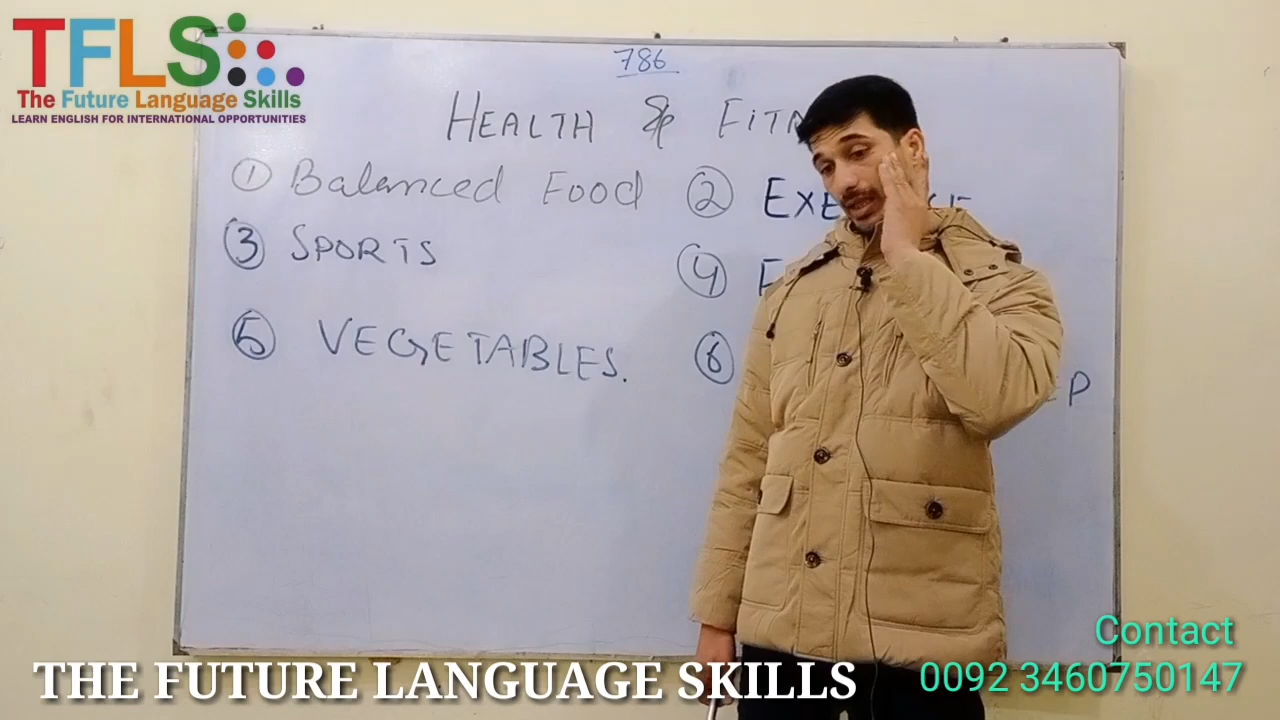 TFLS
The Future Language Skills
LEARN ENGLISH FOR INTERNATIONAL OPPORTUNITIES
786
HEALTH &
① Balanced Food ②
③ SPORTS ④
⑤ VEGETABLES. ⑥
Contact
THE FUTURE LANGUAGE SKILLS 0092 3460750147